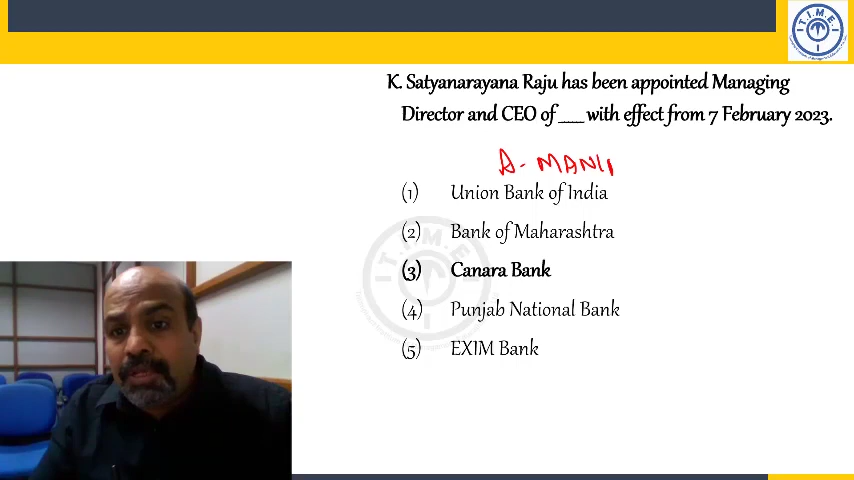 T.I.M.E.
K. Satyanarayana Raju has been appointed Managing
Director and CEO of ____ with effect from 7 February 2023.
A. MANI
(1) Union Bank of India
(2) Bank of Maharashtra
(3) Canara Bank
(4) Punjab National Bank
(5) EXIM Bank
T.I.M.E.